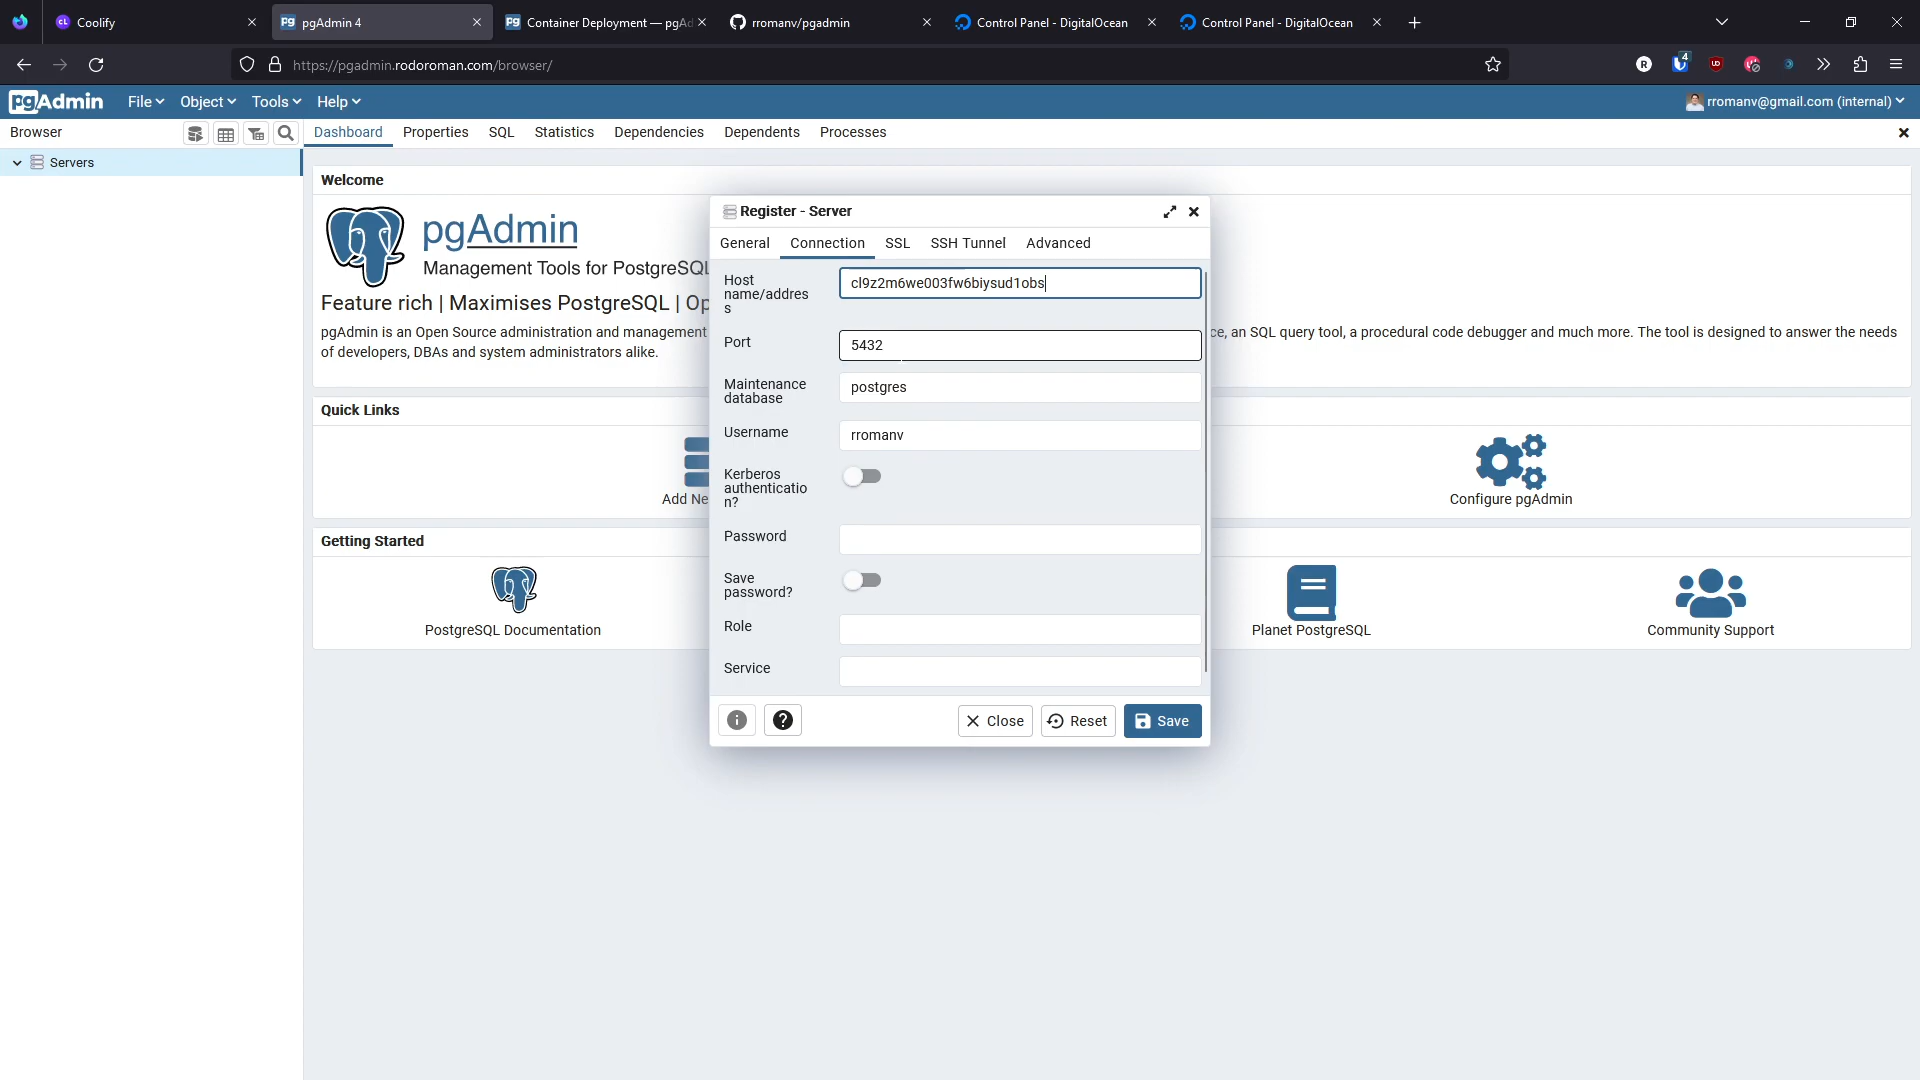 Coolify
pgAdmin 4
Container Deployment — pgAd
rromanv/pgadmin
Control Panel - DigitalOcean
Control Panel - DigitalOcean
https://pgadmin.rodoroman.com/browser/
R
4
UD
pgAdmin
File
Object
Tools
Help
rromanv@gmail.com (internal)
Browser
Dashboard
Properties
SQL
Statistics
Dependencies
Dependents
Processes
Servers
Welcome
pgAdmin
Management Tools for PostgreSQL
Feature rich | Maximises PostgreSQL | Op
pgAdmin is an Open Source administration and management
ce, an SQL query tool, a procedural code debugger and much more. The tool is designed to answer the needs
of developers, DBAs and system administrators alike.
Quick Links
Add Ne
Configure pgAdmin
Getting Started
PostgreSQL Documentation
Planet PostgreSQL
Community Support
Register - Server
General
Connection
SSL
SSH Tunnel
Advanced
Host
name/addres
s
cl9z2m6we003fw6biysud1obs
Port
5432
Maintenance
database
postgres
Username
rromanv
Kerberos
authenticatio
n?
Password
Save
password?
Role
Service
Close
Reset
Save